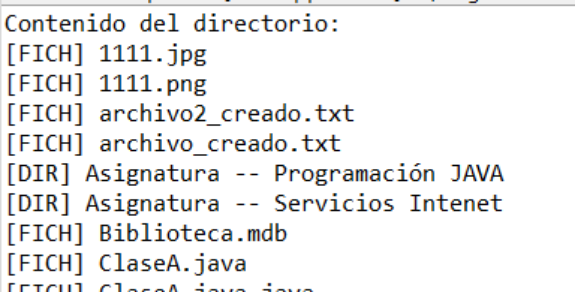 Contenido del directorio:
[FICH] 1111.jpg
[FICH] 1111.png
[FICH] archivo2_creado.txt
[FICH] archivo_creado.txt
[DIR] Asignatura -- Programación JAVA
[DIR] Asignatura -- Servicios Intenet
[FICH] Biblioteca.mdb
[FICH] ClaseA.java
[FICH] ClaseA.java.java